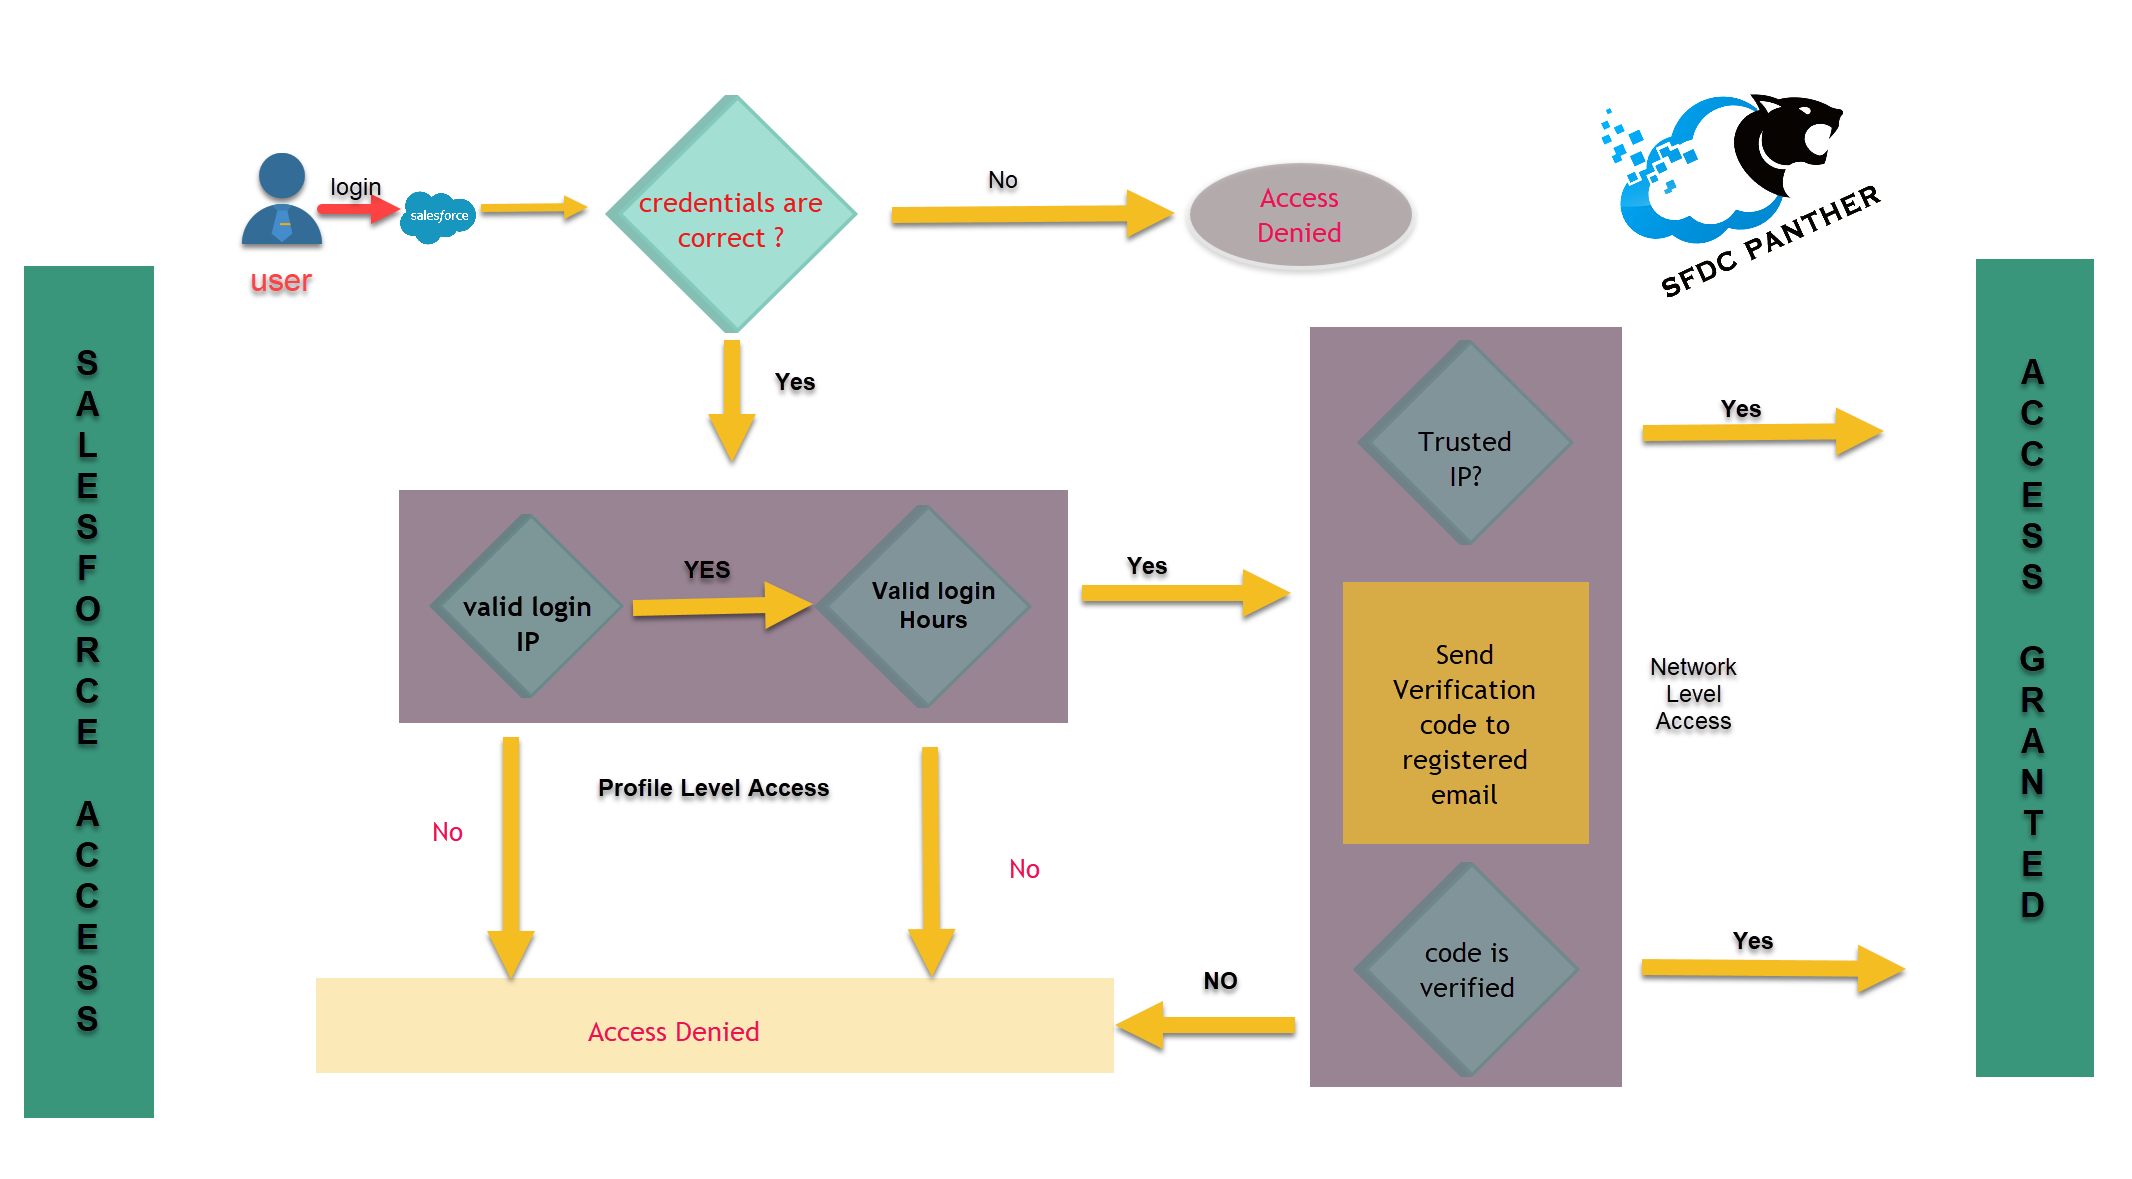 login
salesforce
user
credentials are
correct ?
No
Access
Denied
SFDC PANTHER
Yes
SALESFORCE ACCESS
valid login
IP
YES
Valid login
Hours
Yes
Profile Level Access
No
No
Access Denied
Trusted
IP?
Yes
Send
Verification
code to
registered
email
Network
Level
Access
code is
verified
Yes
NO
ACCESS GRANTED